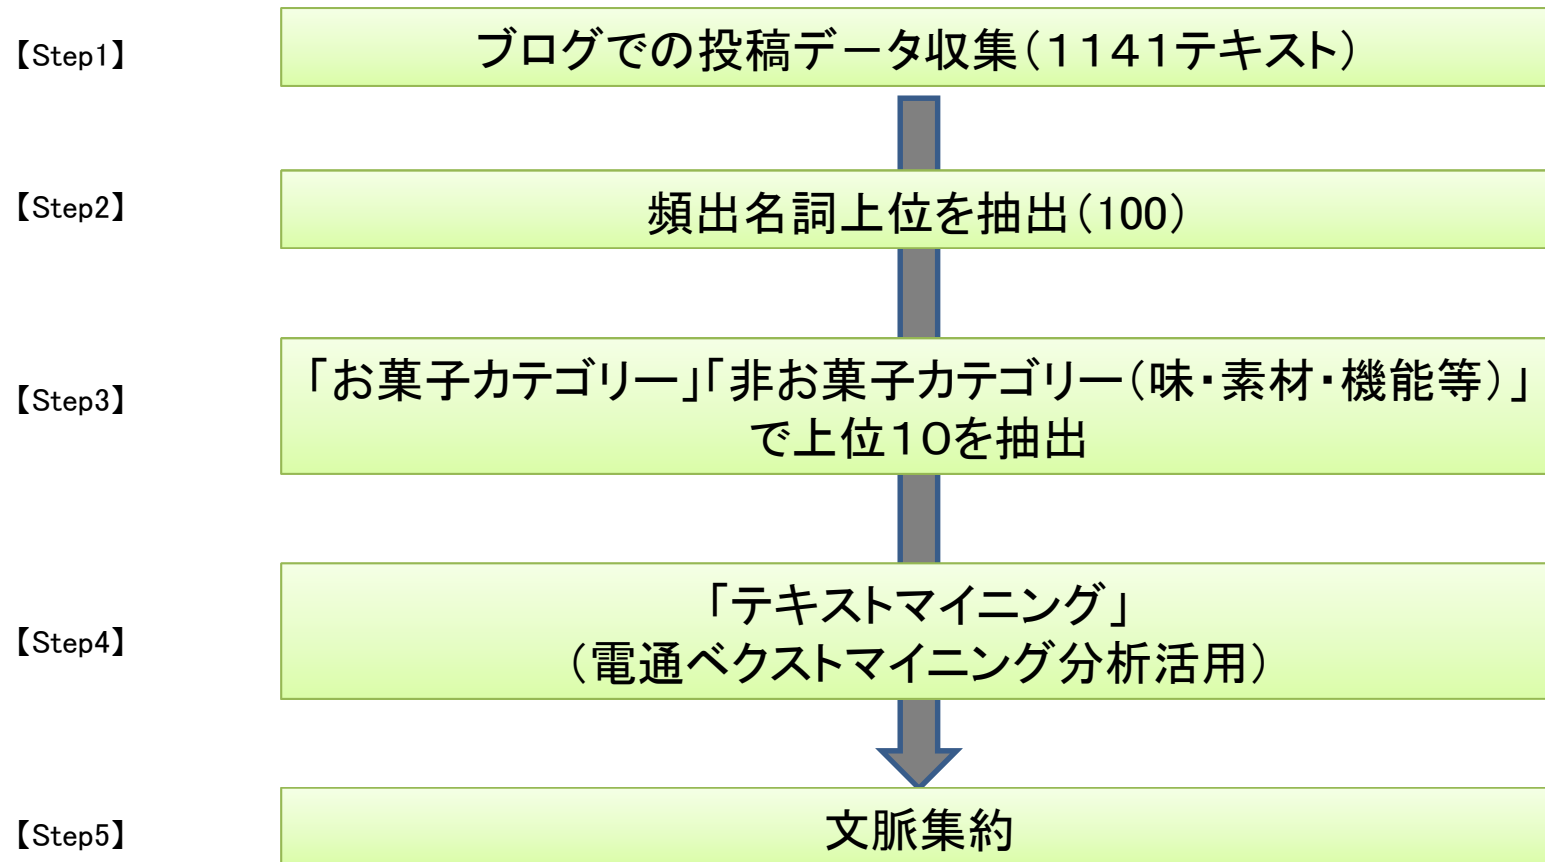 【Step1】
ブログでの投稿データ収集(1141テキスト)
【Step2】
頻出名詞上位を抽出(100)
【Step3】
「お菓子カテゴリー」「非お菓子カテゴリー(味・素材・機能等)」
で上位10を抽出
【Step4】
「テキストマイニング」
(電通ベクストマイニング分析活用)
【Step5】
文脈集約